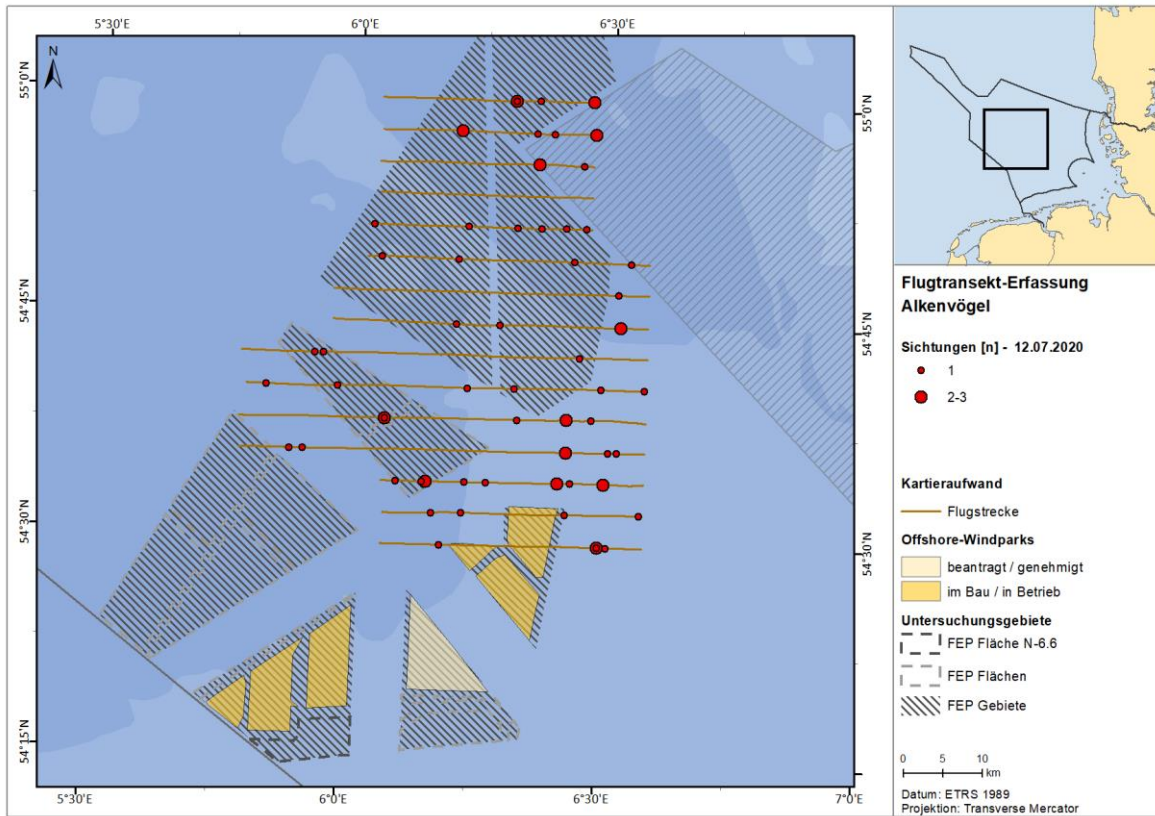 5°30'E
6°0'E
6°30'E
N
55°0'N
54°45'N
54°30'N
54°15'N
55°0'N
54°45'N
54°30'N
5°30'E
6°0'E
6°30'E
7°0'E
Flugtransekt-Erfassung
Alkenvögel
Sichtungen [n] - 12.07.2020
1
2-3
Kartieraufwand
Flugstrecke
Offshore-Windparks
beantragt / genehmigt
im Bau / in Betrieb
Untersuchungsgebiete
FEP Fläche N-6.6
FEP Flächen
FEP Gebiete
0 5 10
km
Datum: ETRS 1989
Projektion: Transverse Mercator